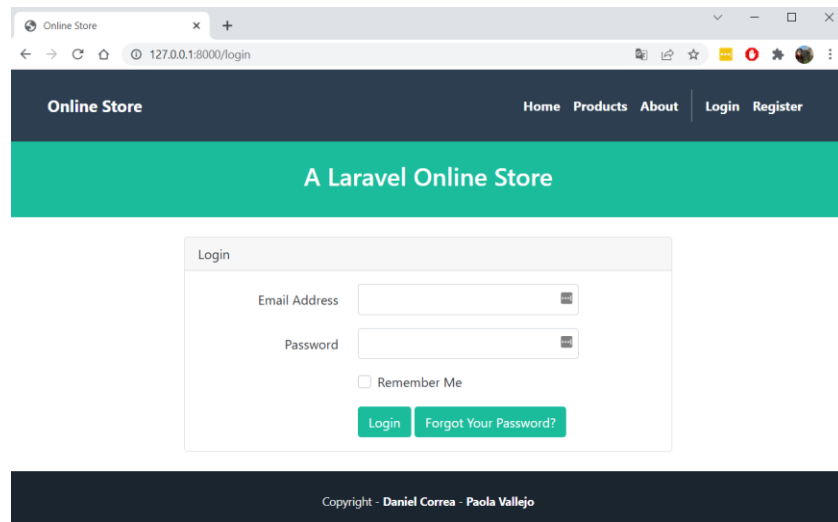 Online Store
127.0.0.1:8000/login
Online Store Home Products About Login Register
A Laravel Online Store
Login
Email Address
Password
Remember Me
Login Forgot Your Password?
Copyright - Daniel Correa - Paola Vallejo